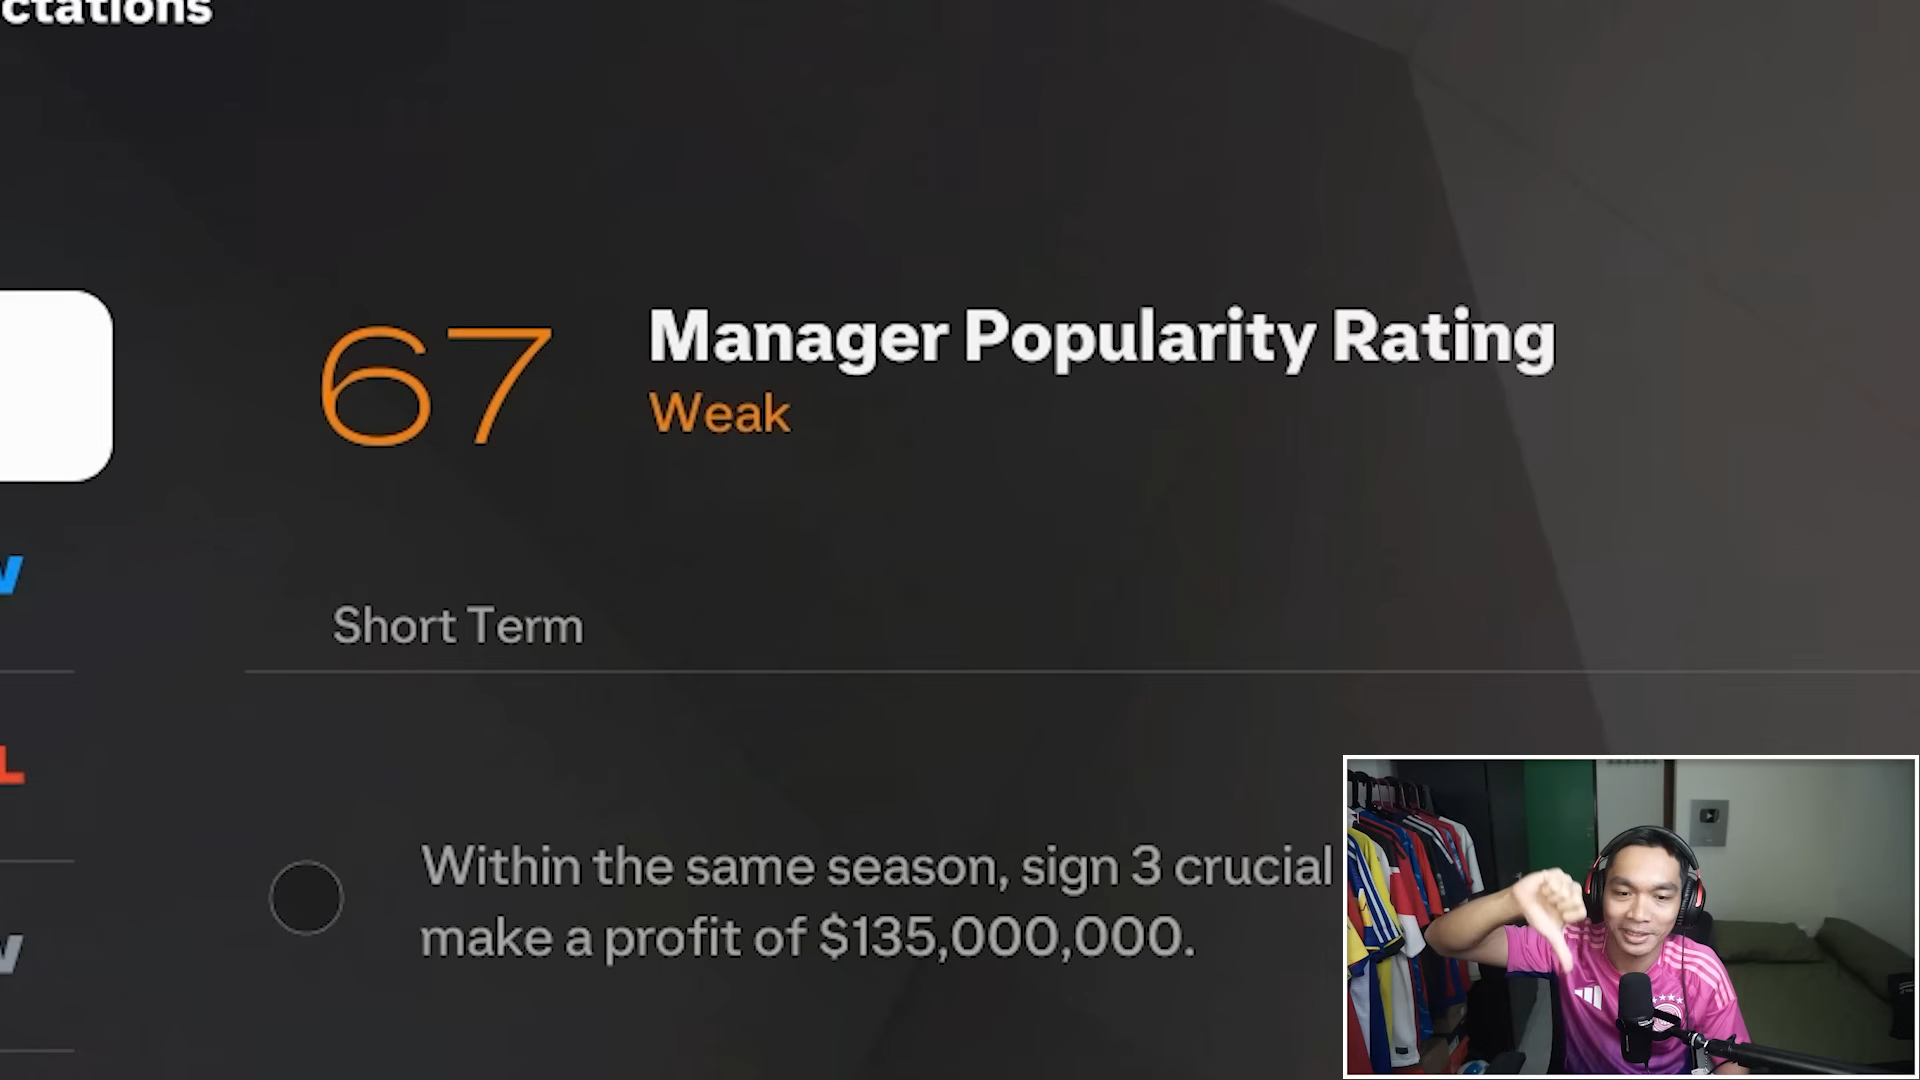 ctations
67
Manager Popularity Rating
Weak
Short Term
Within the same season, sign 3 crucial
make a profit of $135,000,000.